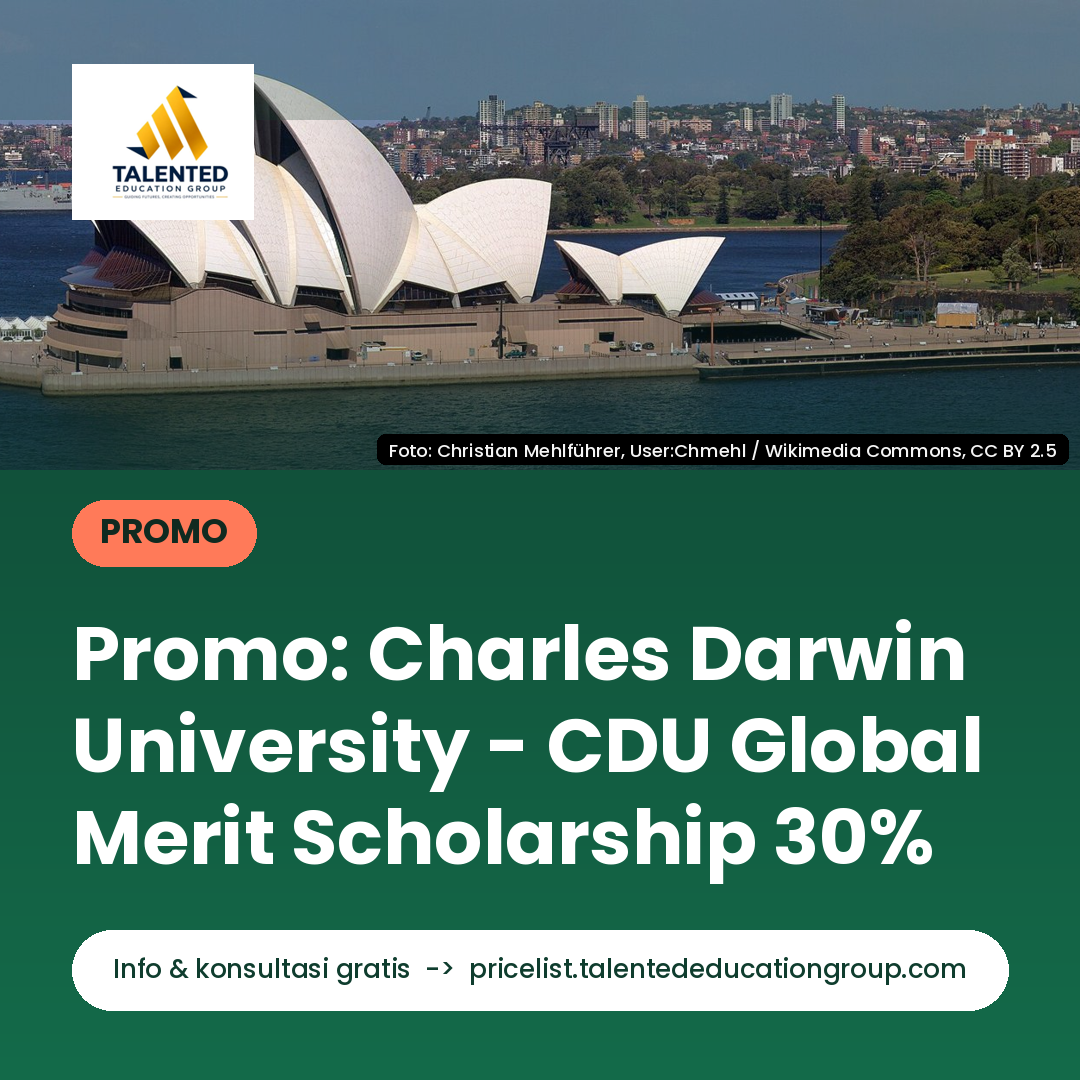 TALENTED
EDUCATION GROUP
GUIDING FUTURES, CREATING OPPORTUNITIES
Foto: Christian Mehlführer, User:Chmehl / Wikimedia Commons, CC BY 2.5
PROMO
Promo: Charles Darwin
University - CDU Global
Merit Scholarship 30%
Info & konsultasi gratis -> pricelist.talentededucationgroup.com